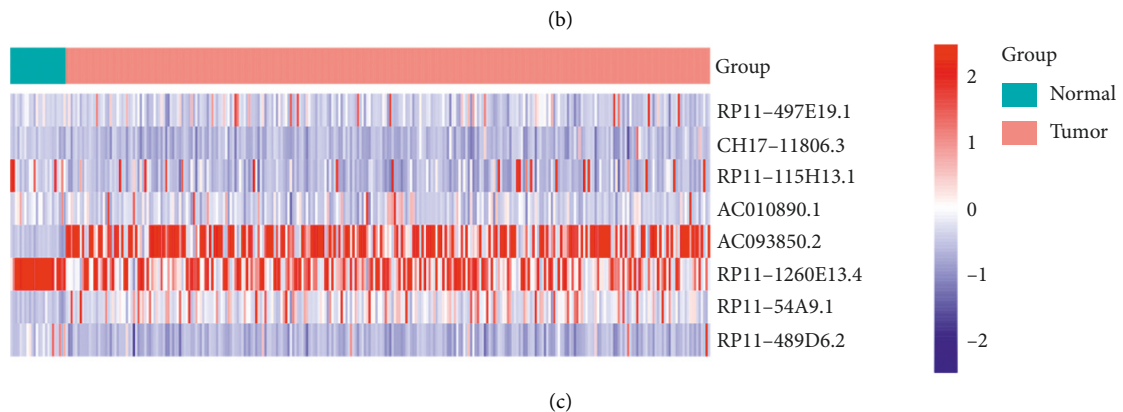 (b)
Group
RP11–497E19.1
CH17–11806.3
RP11–115H13.1
AC010890.1
AC093850.2
RP11–1260E13.4
RP11–54A9.1
RP11–489D6.2
2
1
0
–1
–2
Group
Normal
Tumor
(c)